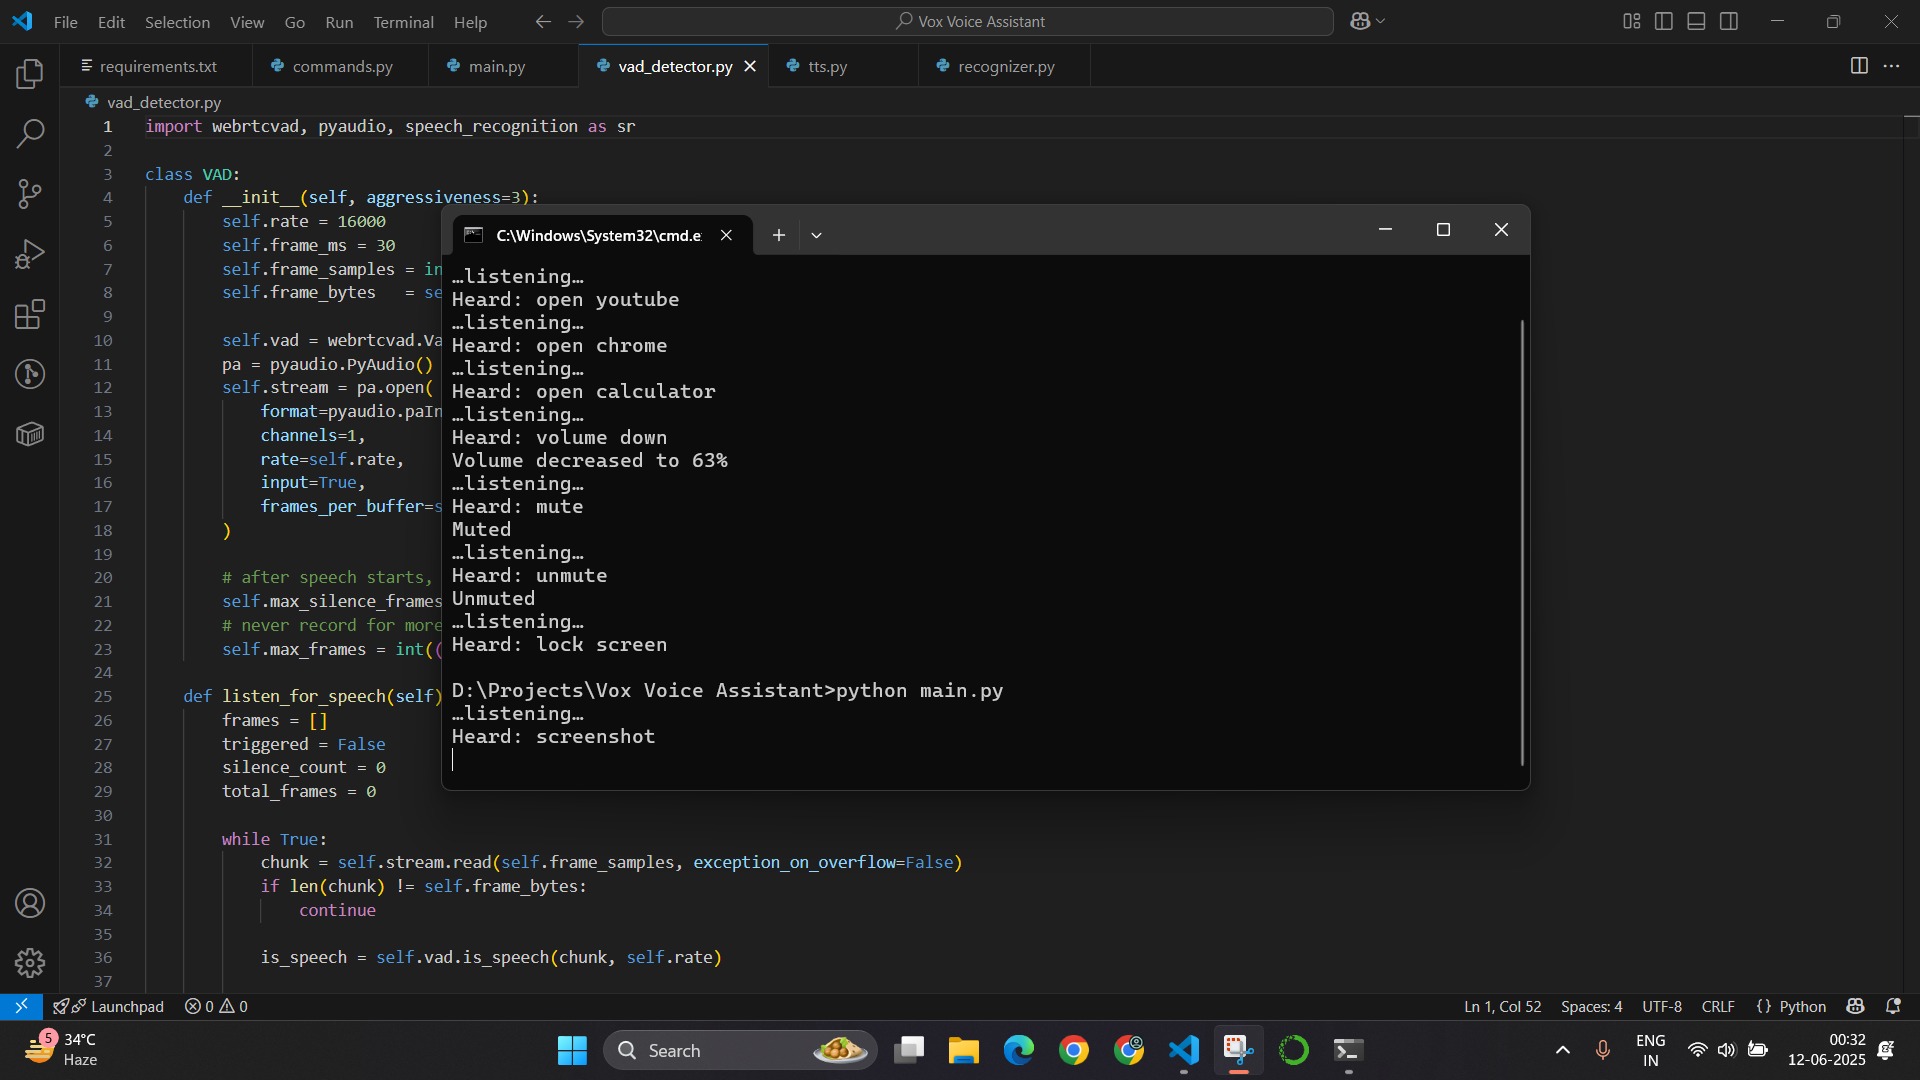 File Edit Selection View Go Run Terminal Help
Vox Voice Assistant
requirements.txt commands.py main.py vad_detector.py tts.py recognizer.py
vad_detector.py
1 import webrtcvad, pyaudio, speech_recognition as sr
2
3 class VAD:
4 def __init__(self, aggressiveness=3):
5 self.rate = 16000
6 self.frame_ms = 30
7 self.frame_samples = in
8 self.frame_bytes = se
9
10 self.vad = webrtcvad.Va
11 pa = pyaudio.PyAudio()
12 self.stream = pa.open(
13 format=pyaudio.paIn
14 channels=1,
15 rate=self.rate,
16 input=True,
17 frames_per_buffer=s
18 )
19
20 # after speech starts,
21 self.max_silence_frames
22 # never record for more
23 self.max_frames = int((
24
25 def listen_for_speech(self)
26 frames = []
27 triggered = False
28 silence_count = 0
29 total_frames = 0
30
31 while True:
32 chunk = self.stream.read(self.frame_samples, exception_on_overflow=False)
33 if len(chunk) != self.frame_bytes:
34 continue
35
36 is_speech = self.vad.is_speech(chunk, self.rate)
37
C:\Windows\System32\cmd.e
…listening…
Heard: open youtube
…listening…
Heard: open chrome
…listening…
Heard: open calculator
…listening…
Heard: volume down
Volume decreased to 63%
…listening…
Heard: mute
Muted
…listening…
Heard: unmute
Unmuted
…listening…
Heard: lock screen
D:\Projects\Vox Voice Assistant>python main.py
…listening…
Heard: screenshot
Launchpad 0 0 Ln 1, Col 52 Spaces: 4 UTF-8 CRLF {} Python
5 34°C
Haze
Search
ENG
IN
00:32
12-06-2025